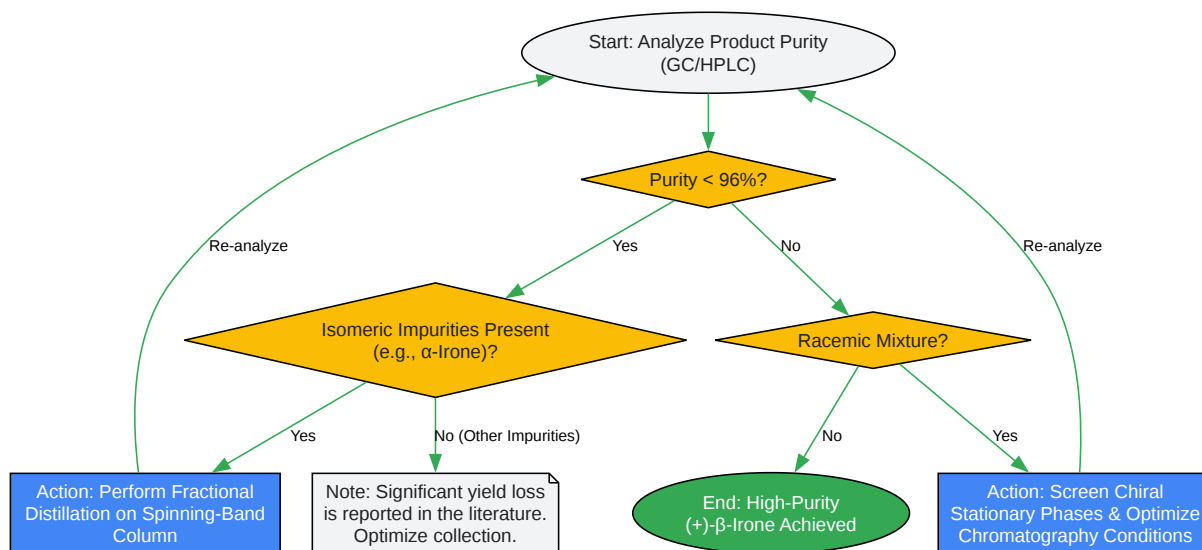 Start: Analyze Product Purity
(GC/HPLC)
Purity < 96%?
Re-analyze
Yes
No
Re-analyze
Isomeric Impurities Present
(e.g., α-Irone)?
Racemic Mixture?
Yes
No (Other Impurities)
No
Yes
Action: Perform Fractional
Distillation on Spinning-Band
Column
Note: Significant yield loss
is reported in the literature.
Optimize collection.
End: High-Purity
(+)-β-Irone Achieved
Action: Screen Chiral
Stationary Phases & Optimize
Chromatography Conditions